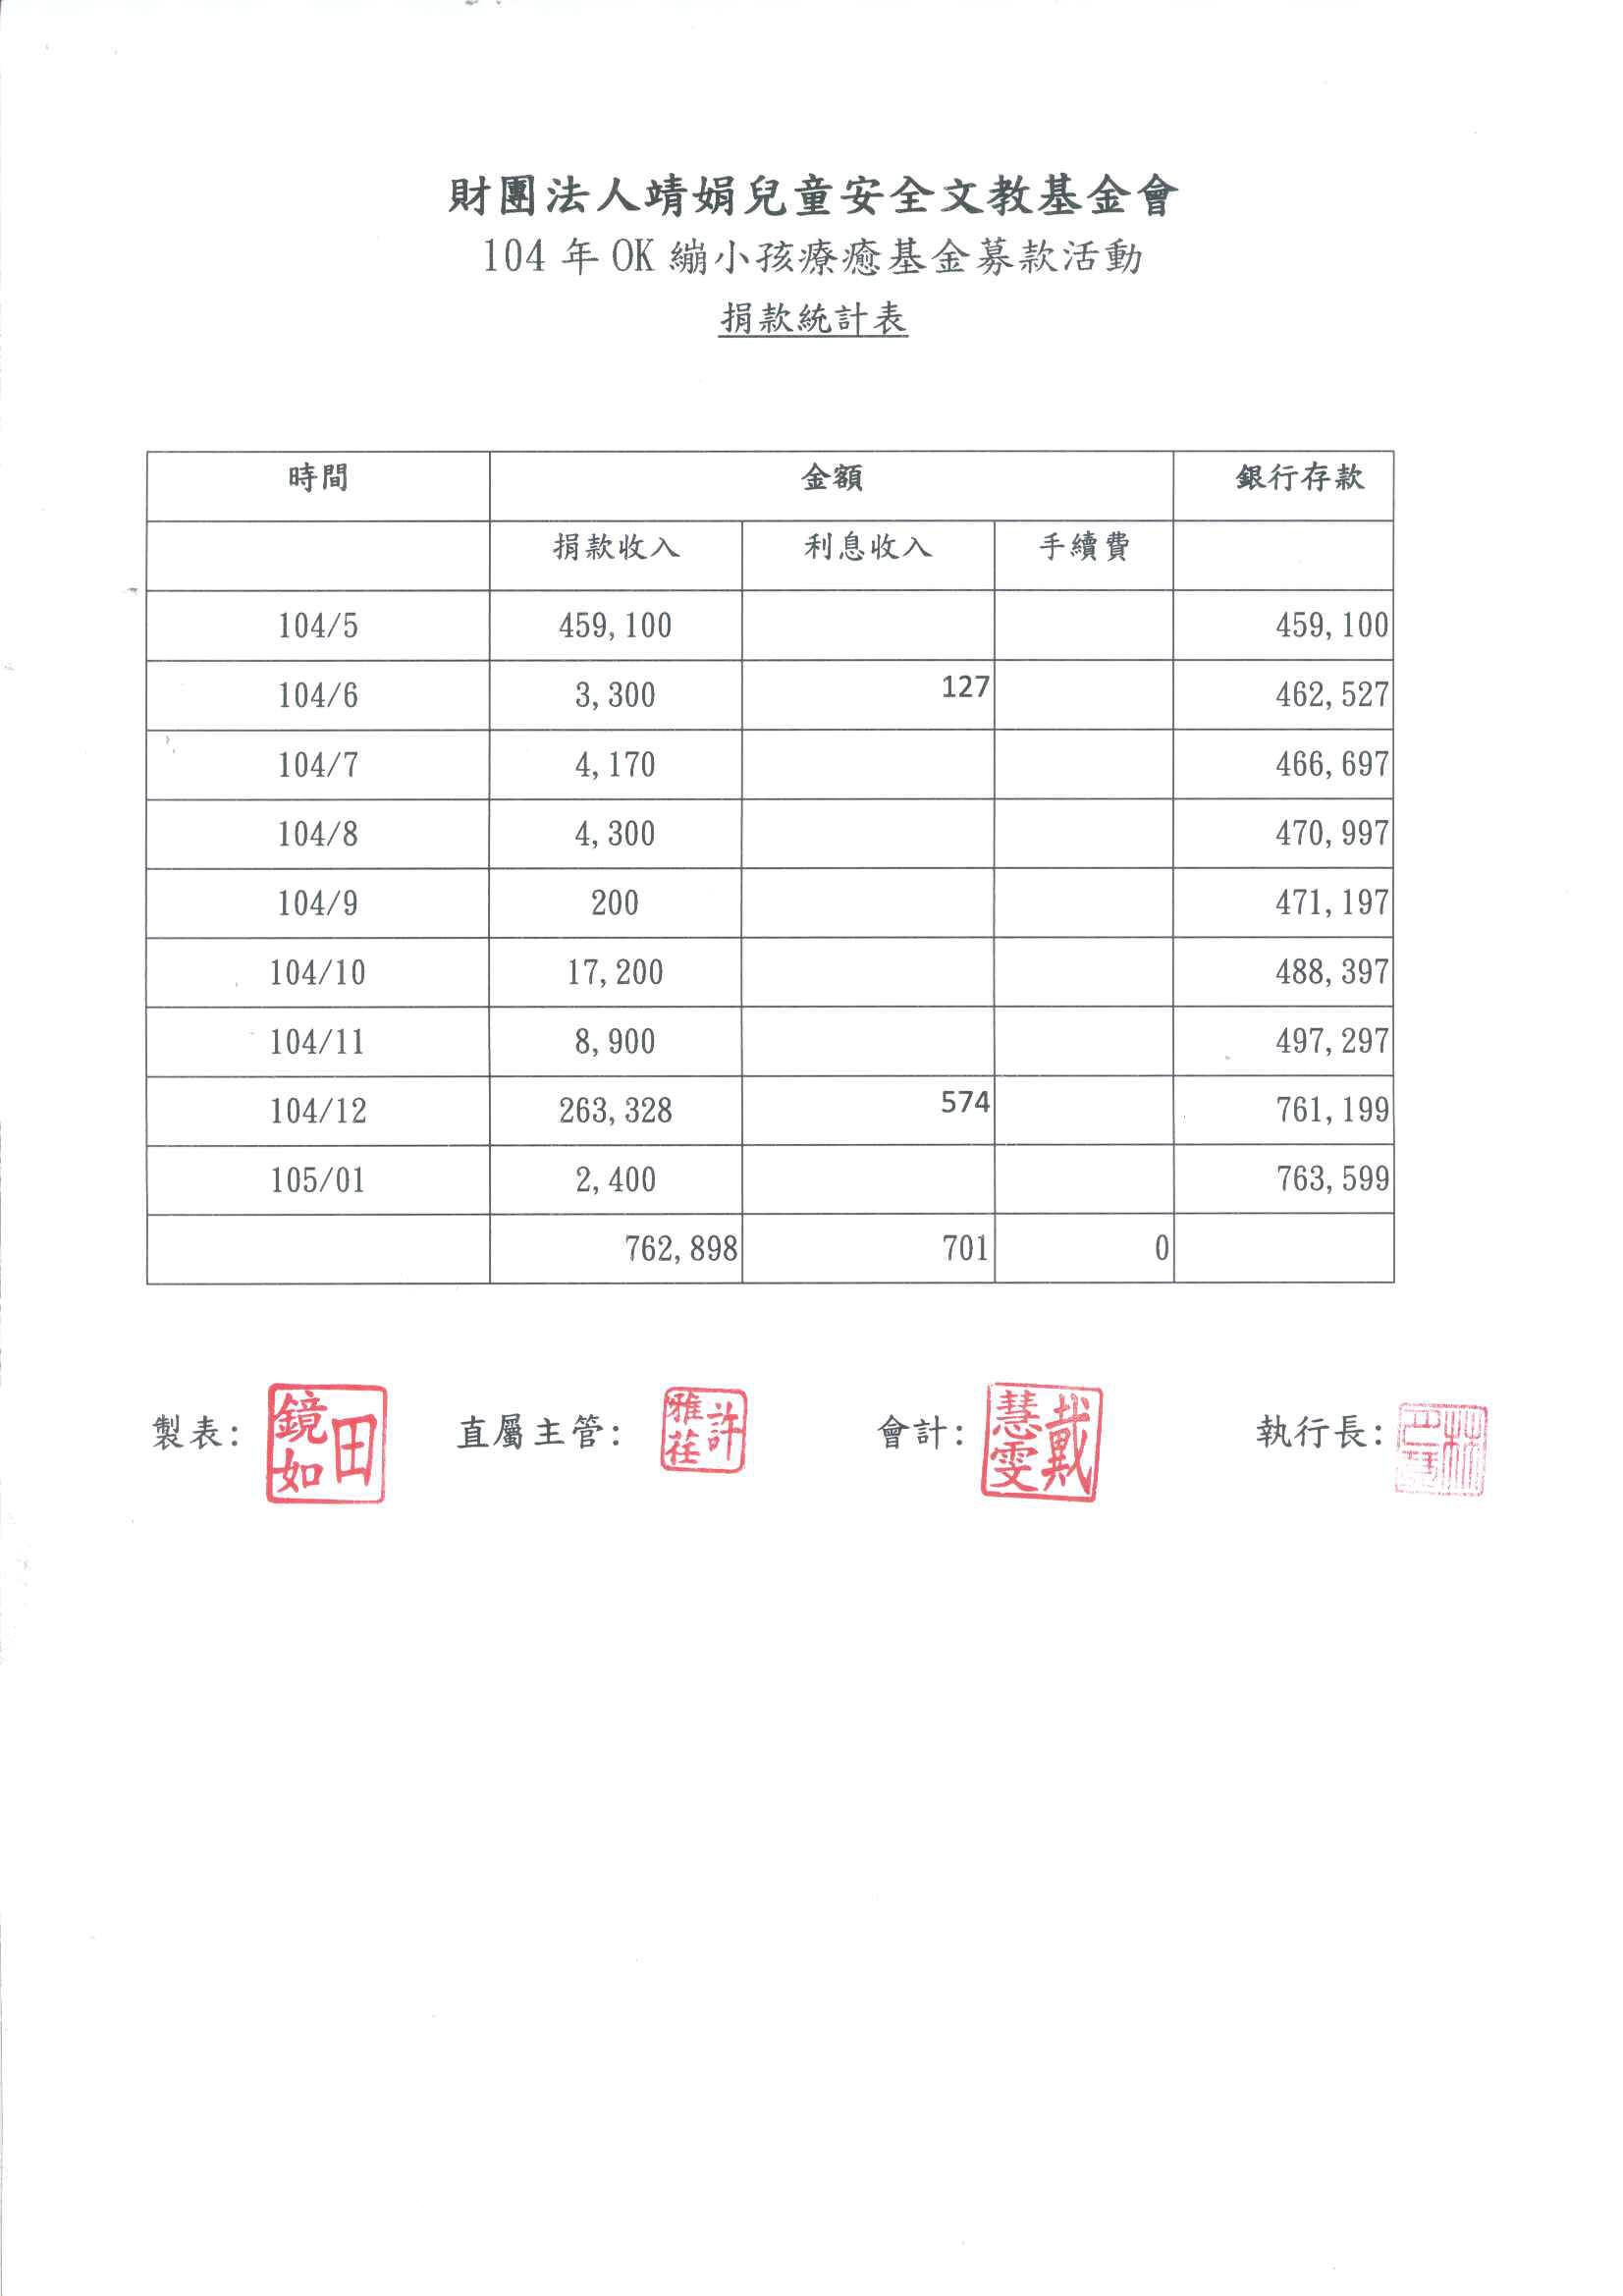 財團法人靖娟兒童安全文教基金會
104 年 OK 繃小孩療癒基金募款活動
捐款統計表
時間 金額 銀行存款
捐款收入 利息收入 手續費
104/5 459,100 459,100
104/6 3,300 127 462,527
104/7 4,170 466,697
104/8 4,300 470,997
104/9 200 471,197
104/10 17,200 488,397
104/11 8,900 497,297
104/12 263,328 574 761,199
105/01 2,400 763,599
762,898 701 0
製表: 田鏡如 直屬主管: 許雅荏 會計: 戴慧雯 執行長: 林